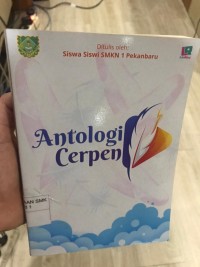 Ditulis oleh:
Siswa Siswi SMKN 1 Pekanbaru
Antologi
Cerpen